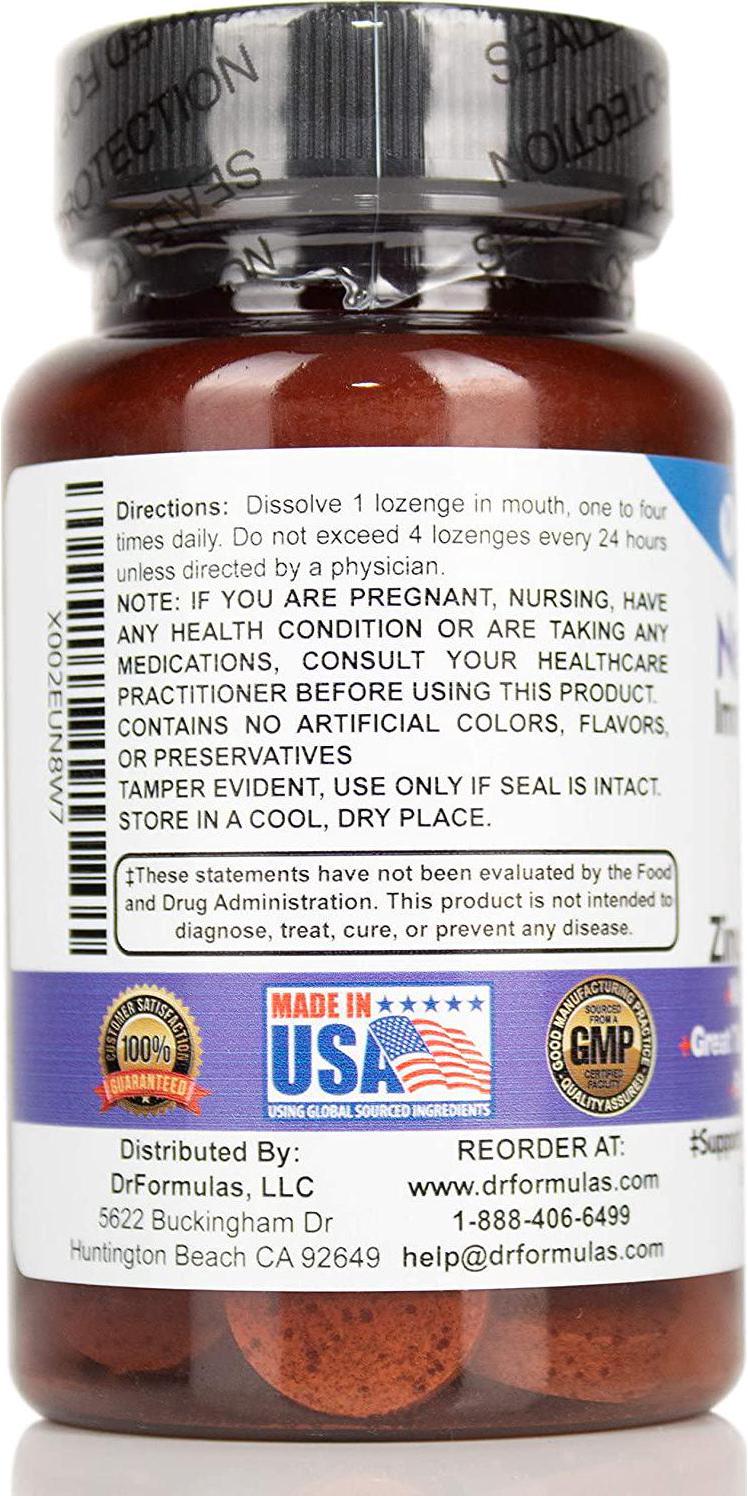 SEALED FOR
PROTECTION
SEALED
NOITCETORP
SEALED FO
Directions: Dissolve 1 lozenge in mouth, one to four
times daily. Do not exceed 4 lozenges every 24 hours
unless directed by a physician.
NOTE: IF YOU ARE PREGNANT, NURSING, HAVE
ANY HEALTH CONDITION OR ARE TAKING ANY
MEDICATIONS, CONSULT YOUR HEALTHCARE
PRACTITIONER BEFORE USING THIS PRODUCT.
CONTAINS NO ARTIFICIAL COLORS, FLAVORS,
OR PRESERVATIVES
TAMPER EVIDENT, USE ONLY IF SEAL IS INTACT.
STORE IN A COOL, DRY PLACE.
X002EUN8W7
‡These statements have not been evaluated by the Food
and Drug Administration. This product is not intended to
diagnose, treat, cure, or prevent any disease.
CUSTOMER SATISFACTION
100%
GUARANTEED
MADE IN
USA
USING GLOBAL SOURCED INGREDIENTS
GOOD MANUFACTURING PRACTICE
SOURCED
FROM A
GMP
CERTIFIED
FACILITY
QUALITY ASSURED
Great
Distributed By:
DrFormulas, LLC
5622 Buckingham Dr
Huntington Beach CA 92649
REORDER AT:
www.drformulas.com
1-888-406-6499
help@drformulas.com